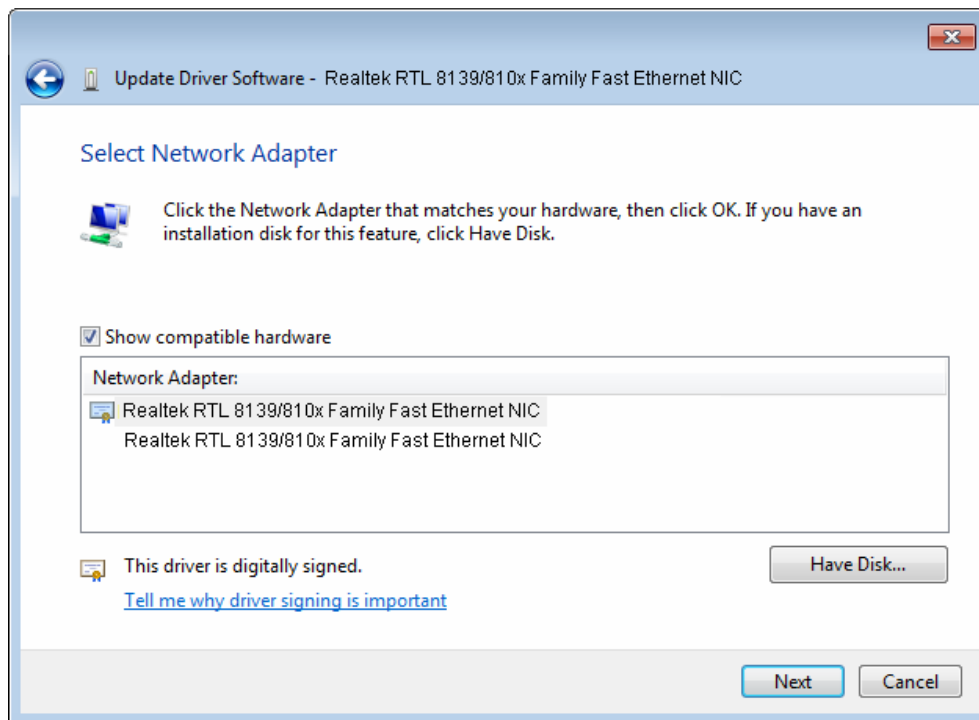 Update Driver Software - Realtek RTL 8139/810x Family Fast Ethernet NIC
Select Network Adapter
Click the Network Adapter that matches your hardware, then click OK. If you have an
installation disk for this feature, click Have Disk.
Show compatible hardware
Network Adapter:
Realtek RTL 8139/810x Family Fast Ethernet NIC
Realtek RTL 8139/810x Family Fast Ethernet NIC
This driver is digitally signed.
Have Disk...
Tell me why driver signing is important
Next
Cancel